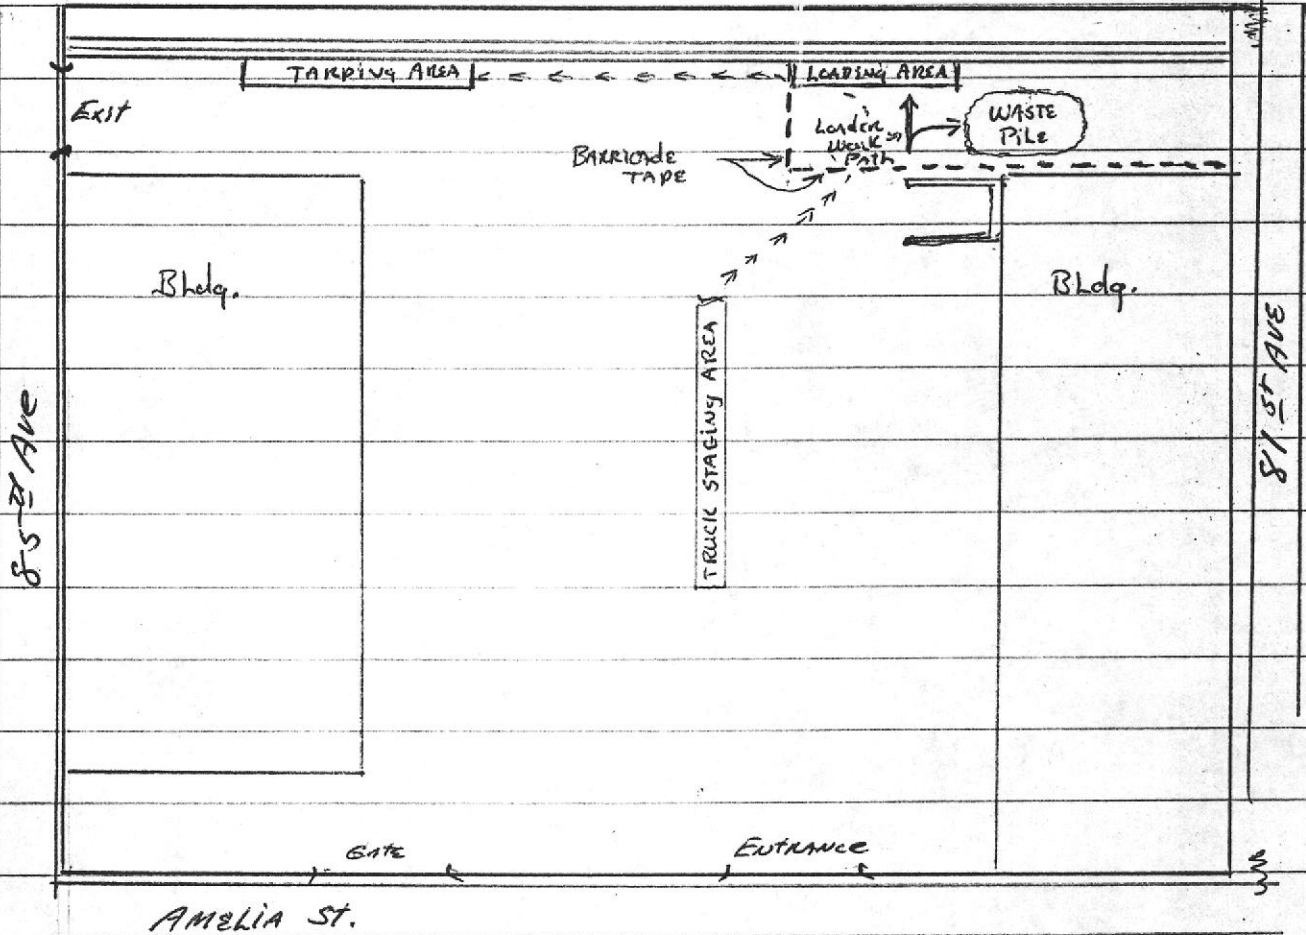 TARPING AREA
LOADING AREA
Exit
WASTE
PiLE
Loader
Work
Path
BARRICADE
TAPE
Bldg.
Bldg.
TRUCK STAGING AREA
85th AVE
81st AVE
GATE
ENTRANCE
AMELIA St.